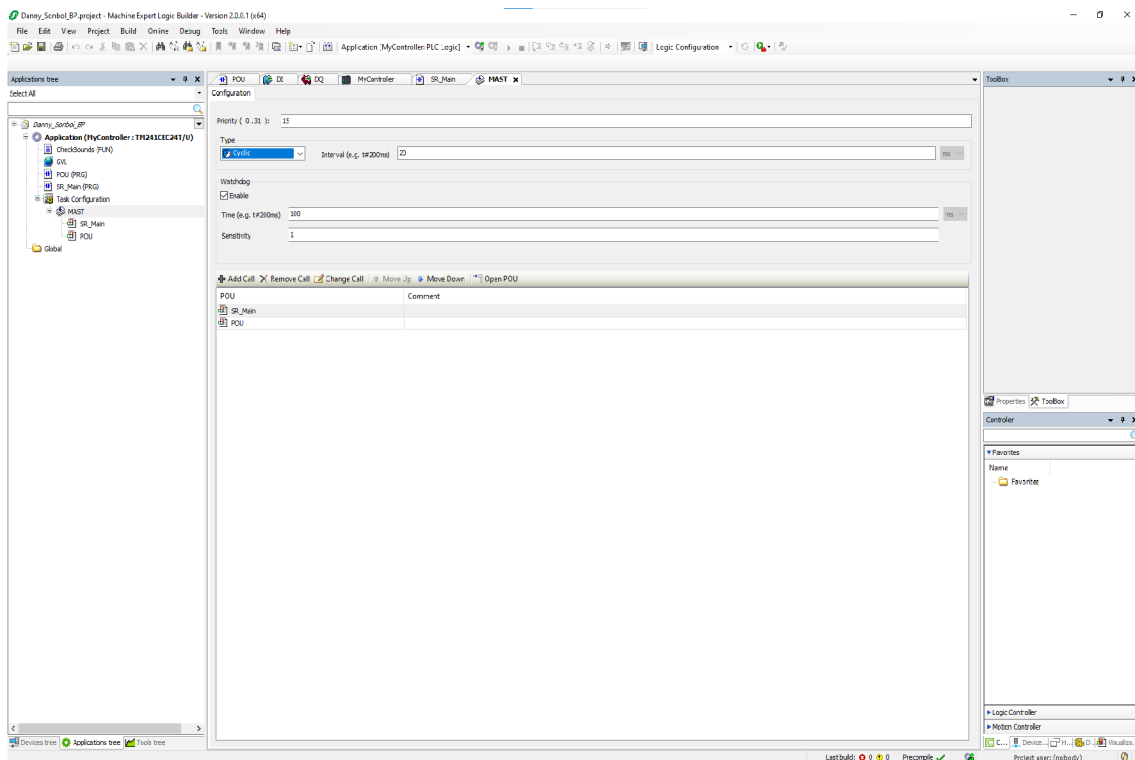 Danny_Sonbol_BP.project - Machine Expert Logic Builder - Version 2.0.0.1 (x64)
File Edit View Project Build Online Debug Tools Window Help
Application [MyController: PLC Logic] Logic Configuration
Applications tree
POU DI DQ MyController SR_Main MAST
ToolBox
Select All
Configuration
Priority ( 0..31 ): 15
Application (MyController : TM241CEC24T/U)
Type
CheckBounds (FUN)
Cyclic Interval (e.g. t#200ms) 20 ms
GVL
POU (PRG)
SR_Main (PRG)
Watchdog
Task Configuration
Enable
MAST
Time (e.g. t#200ms) 100 ms
SR_Main
POU
Sensitivity 1
Global
Add Call Remove Call Change Call Move Up Move Down Open POU
POU Comment
SR_Main
POU
Properties ToolBox
Controller
Favorites
Name
Favorites
Logic Controller
Motion Controller
Devices tree Applications tree Tools tree
C... Device... H... D.. Visualiza.
Last build: 0 0 Precompile Project user: (nobody)